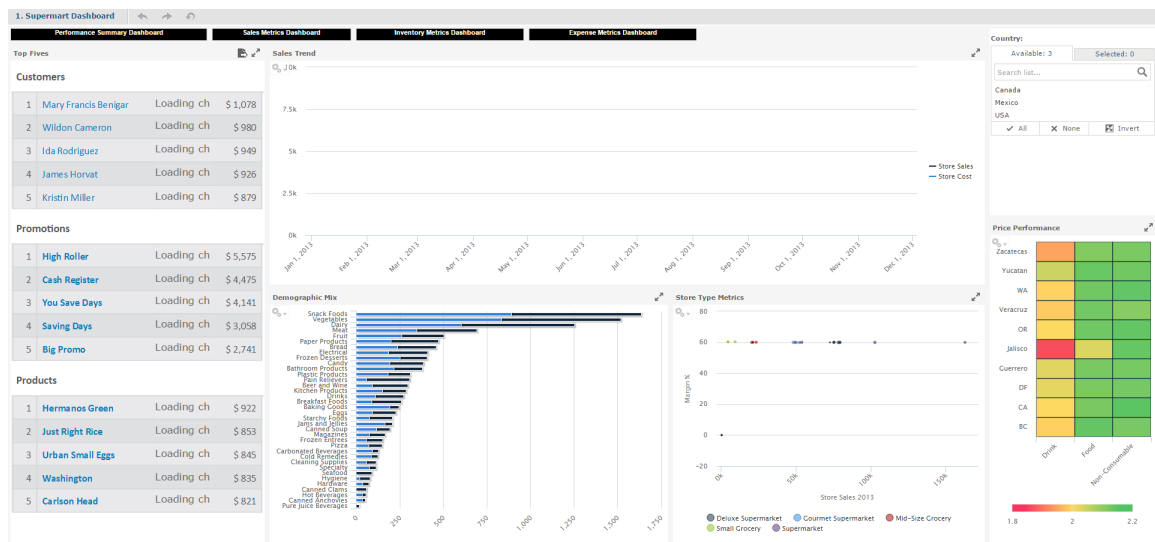 1. Supermart Dashboard
Performance Summary Dashboard
Sales Metrics Dashboard
Inventory Metrics Dashboard
Expense Metrics Dashboard
Top Fives
Customers
1 Mary Francis Benigar Loading ch $ 1,078
2 Wildon Cameron Loading ch $ 980
3 Ida Rodriguez Loading ch $ 949
4 James Horvat Loading ch $ 926
5 Kristin Miller Loading ch $ 879
Promotions
1 High Roller Loading ch $ 5,575
2 Cash Register Loading ch $ 4,475
3 You Save Days Loading ch $ 4,141
4 Saving Days Loading ch $ 3,058
5 Big Promo Loading ch $ 2,741
Products
1 Hermanos Green Loading ch $ 922
2 Just Right Rice Loading ch $ 853
3 Urban Small Eggs Loading ch $ 845
4 Washington Loading ch $ 835
5 Carlson Head Loading ch $ 821
Sales Trend
7.5k
5k
2.5k
0k
Jan 1, 2013
Feb 1, 2013
Mar 1, 2013
Apr 1, 2013
May 1, 2013
Jun 1, 2013
Jul 1, 2013
Aug 1, 2013
Sep 1, 2013
Oct 1, 2013
Nov 1, 2013
Dec 1, 2013
Store Sales
Store Cost
Demographic Mix
Snack Foods
Vegetables
Dairy
Meat
Fruit
Paper Products
Bread
Electrical
Frozen Desserts
Candy
Bathroom Products
Plastic Products
Pain Relievers
Beer and Wine
Kitchen Products
Drinks
Breakfast Foods
Baking Goods
Eggs
Starchy Foods
Jams and Jellies
Canned Soup
Magazines
Frozen Entrees
Pizza
Carbonated Beverages
Cold Remedies
Cleaning Supplies
Specialty
Seafood
Hygiene
Hardware
Canned Clams
Hot Beverages
Canned Anchovies
Pure Juice Beverages
0
250
500
750
1,000
1,250
1,500
1,750
Store Type Metrics
80
60
40
20
0
-20
Margin %
0k
50k
100k
150k
Store Sales 2013
Deluxe Supermarket
Gourmet Supermarket
Mid-Size Grocery
Small Grocery
Supermarket
Country:
Available: 3
Selected: 0
Search list...
Canada
Mexico
USA
All
None
Invert
Price Performance
Zacatecas
Yucatan
WA
Veracruz
OR
Jalisco
Guerrero
DF
CA
BC
Drink
Food
Non-Consumable
1.8
2
2.2